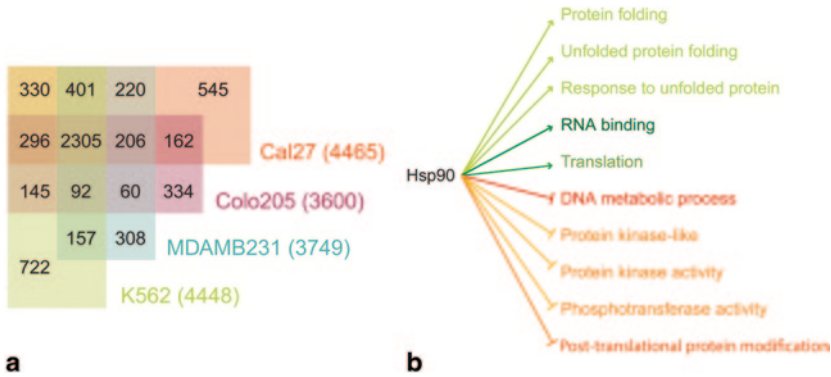 330 401 220 545
296 2305 206 162
Cal27 (4465)
145 92 60 334
Colo205 (3600)
157 308
MDAMB231 (3749)
722
K562 (4448)
a
Protein folding
Unfolded protein folding
Response to unfolded protein
RNA binding
Translation
Hsp90
DNA metabolic process
Protein kinase-like
Protein kinase activity
Phosphotransferase activity
Post-translational protein modification
b